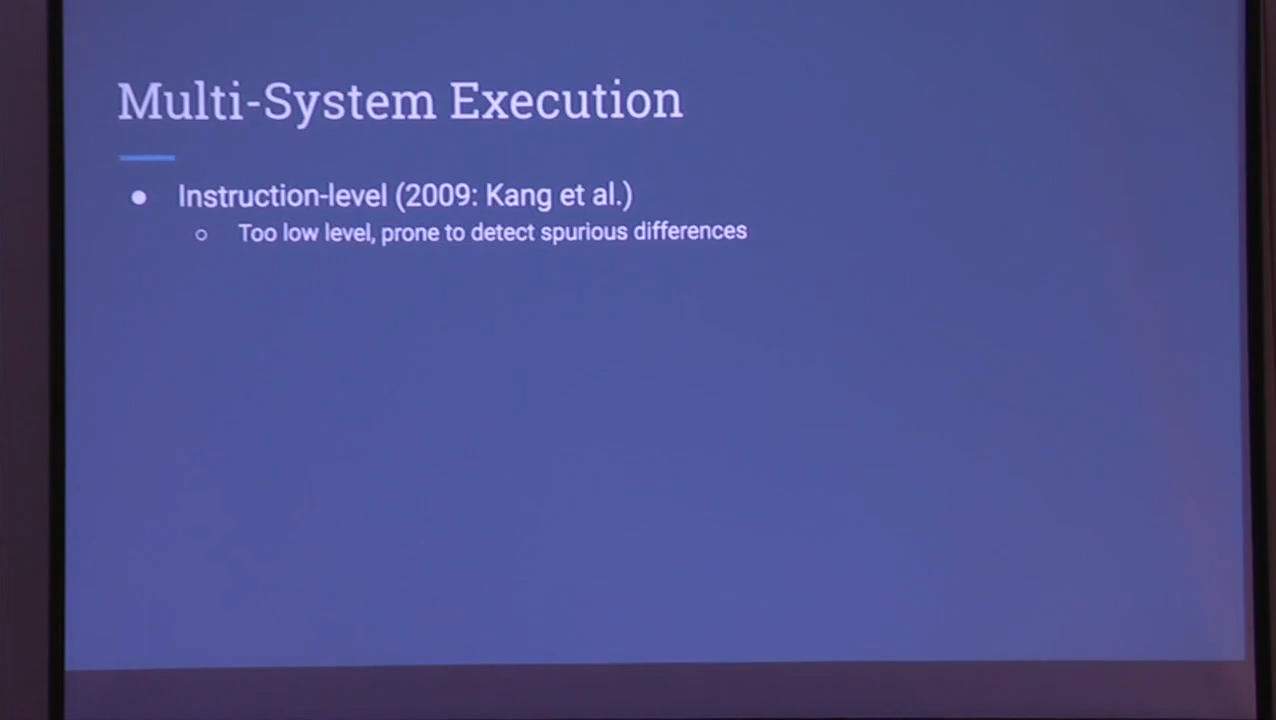 Multi-System Execution
● Instruction-level (2009: Kang et al.)
○ Too low level, prone to detect spurious differences